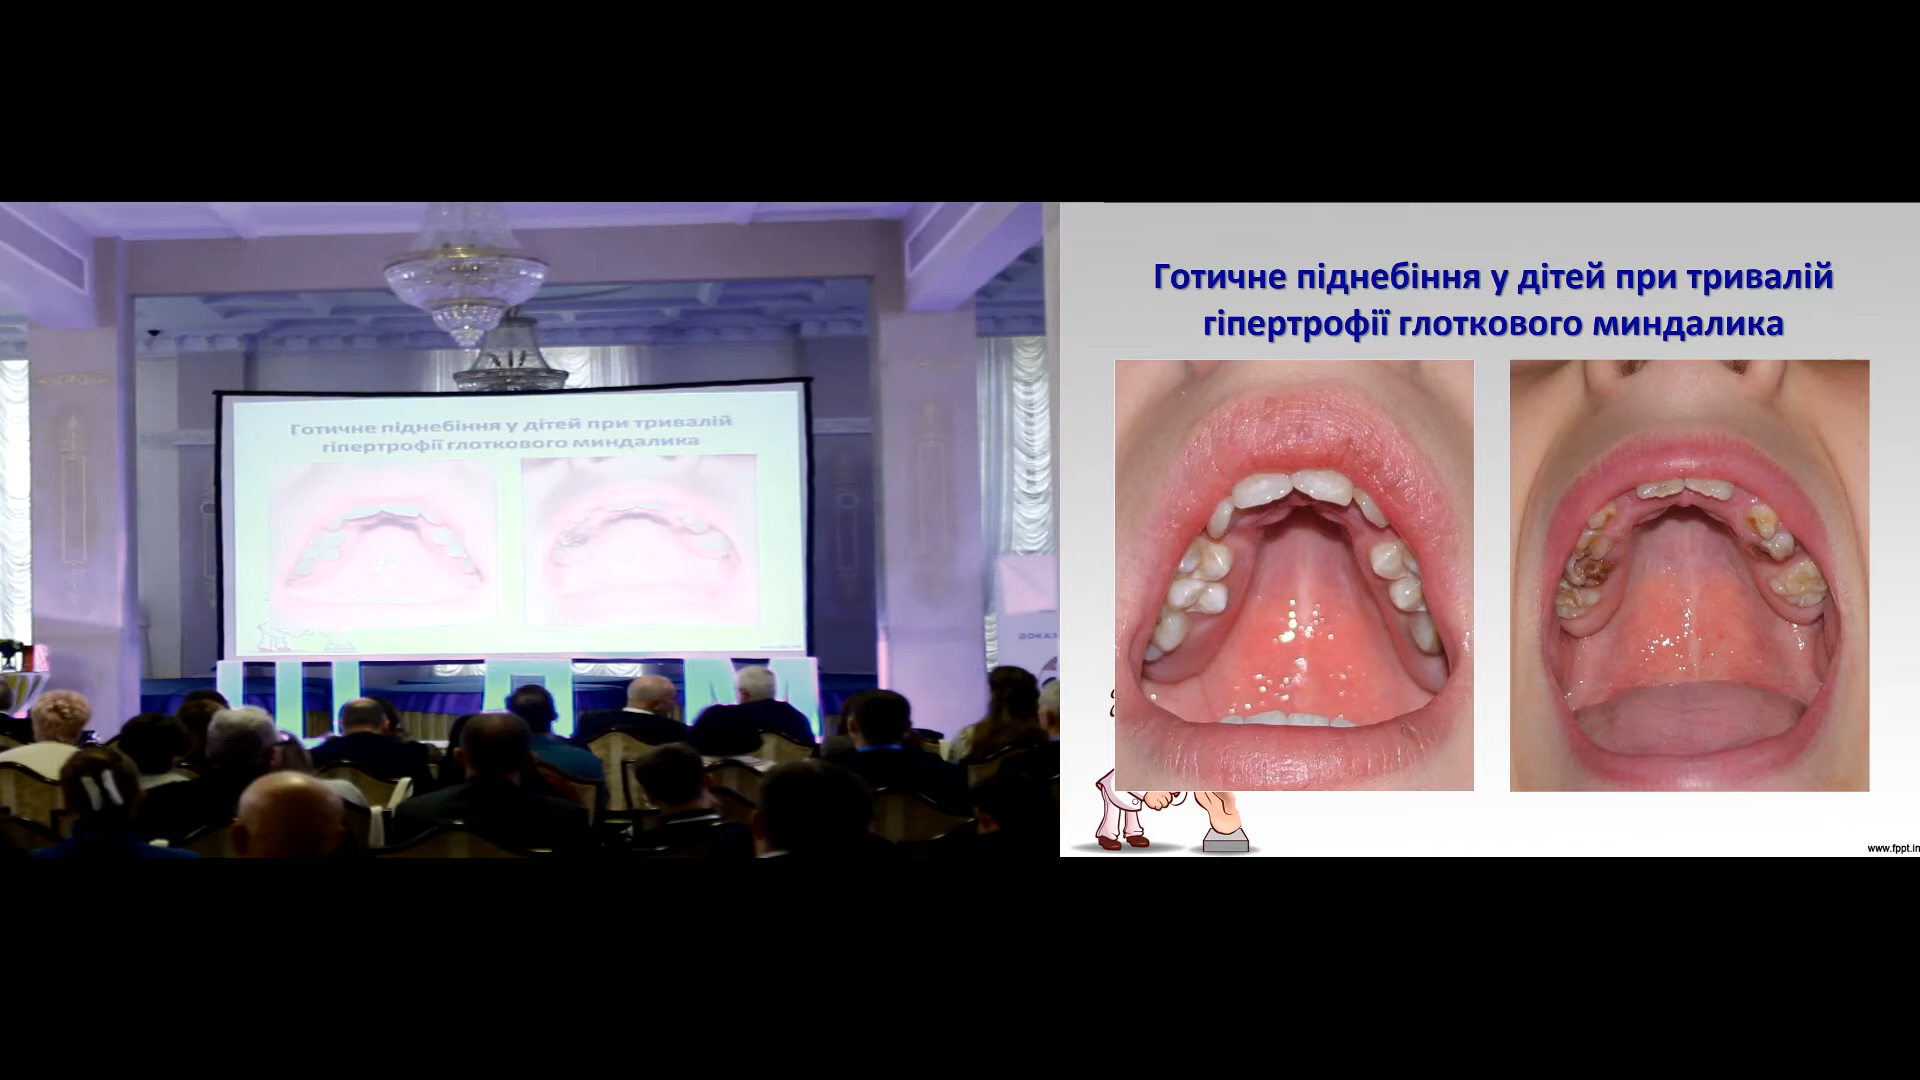 Готичне піднебіння у дітей при тривалій
гіпертрофії глоткового миндалика
ДОКАЗ
Готичне піднебіння у дітей при тривалій
гіпертрофії глоткового миндалика
www.fppt.in